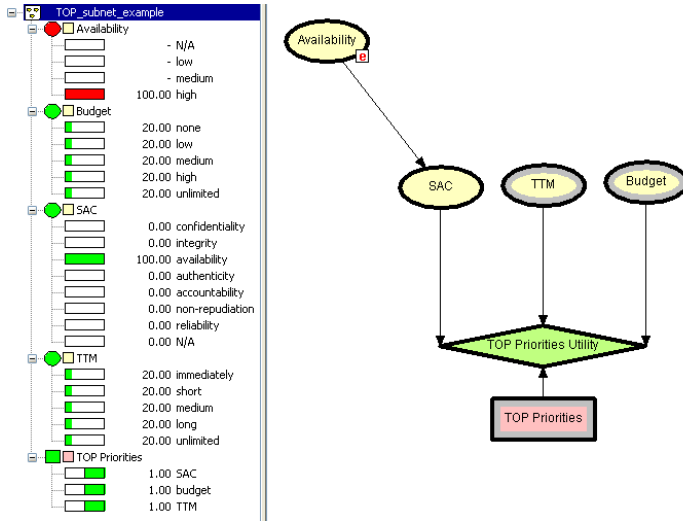 TOP_subnet_example
Availability
- N/A
- low
- medium
100.00 high
Budget
20.00 none
20.00 low
20.00 medium
20.00 high
20.00 unlimited
SAC
0.00 confidentiality
0.00 integrity
100.00 availability
0.00 authenticity
0.00 accountability
0.00 non-repudiation
0.00 reliability
0.00 N/A
TTM
20.00 immediately
20.00 short
20.00 medium
20.00 long
20.00 unlimited
TOP Priorities
1.00 SAC
1.00 budget
1.00 TTM
Availability
e
SAC
TTM
Budget
TOP Priorities Utility
TOP Priorities